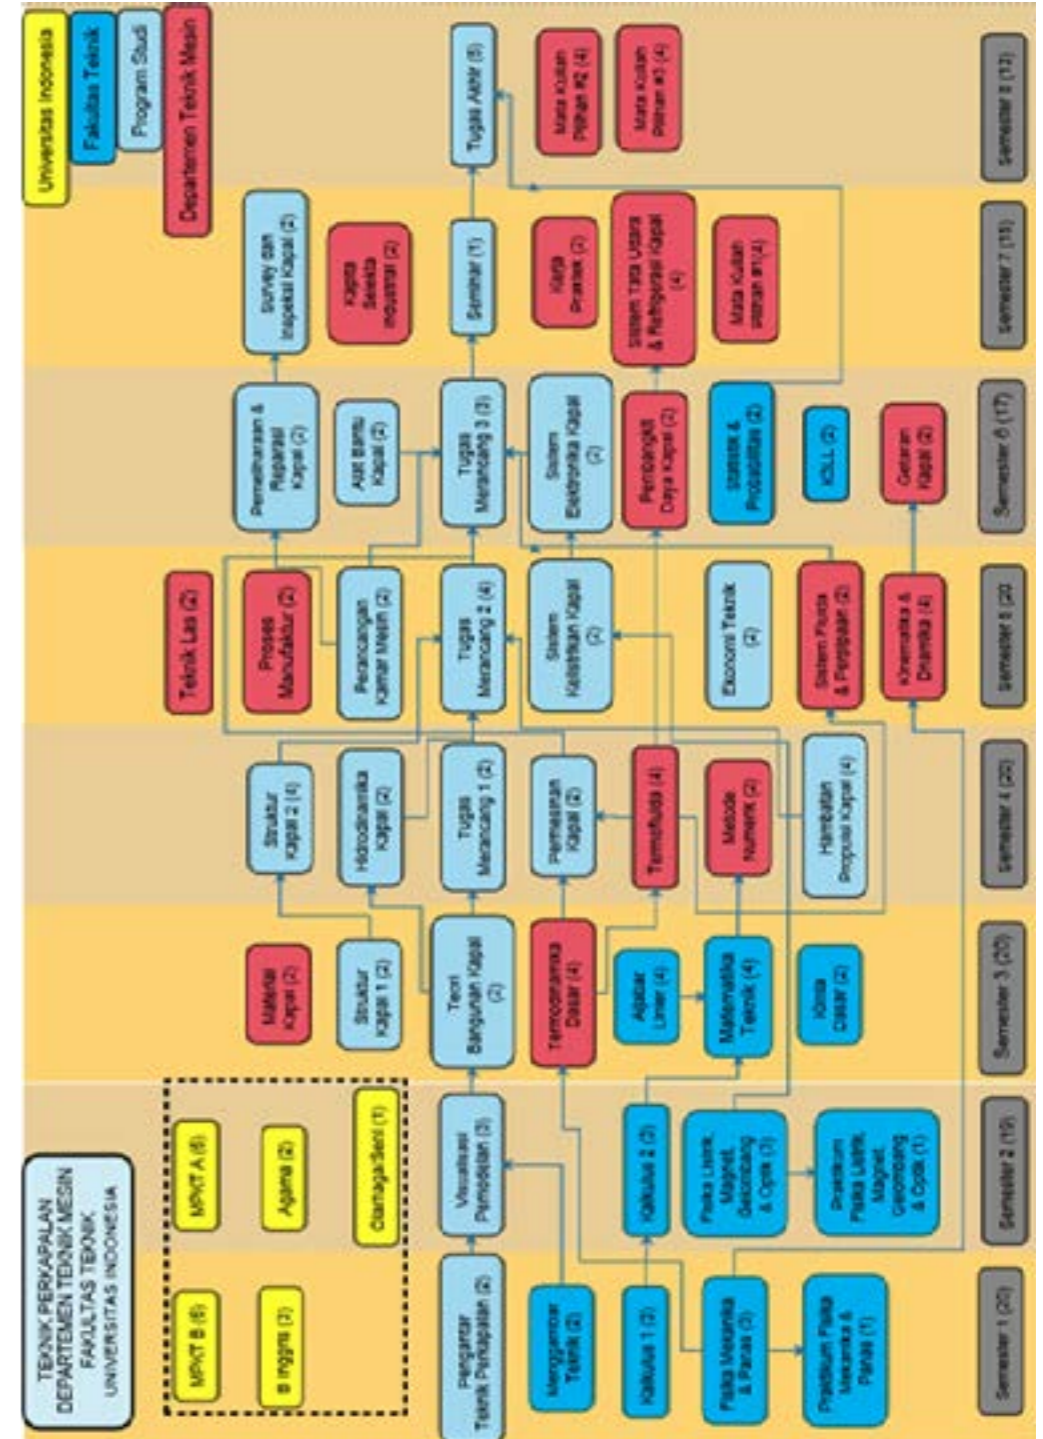 TEKNIK PERKAPALAN
DEPARTEMEN TEKNIK MESIN
FAKULTAS TEKNIK
UNIVERSITAS INDONESIA
Universitas Indonesia
Fakultas Teknik
Program Studi
Departemen Teknik Mesin
MPKT B (6)
B Inggris (3)
MPKT A (6)
Agama (2)
Olahraga/Seni (1)
Pengantar
Teknik Perkapalan (2)
Menggambar
Teknik (2)
Kalkulus 1 (3)
Fisika Mekanika
& Panas (3)
Praktikum Fisika
Mekanika &
Panas (1)
Semester 1 (20)
Visualisasi
Pemodelan (3)
Kalkulus 2 (3)
Fisika Listrik,
Magnet,
Gelombang
& Optik (3)
Praktikum
Fisika Listrik,
Magnet,
Gelombang
& Optik (1)
Semester 2 (19)
Material
Kapal (2)
Struktur
Kapal 1 (2)
Teori
Bangunan Kapal
(2)
Termodinamika
Dasar (4)
Aljabar
Linier (4)
Matematika
Teknik (4)
Kimia
Dasar (2)
Semester 3 (20)
Struktur
Kapal 2 (4)
Hidrodinamika
Kapal (2)
Tugas
Merancang 1 (2)
Permesinan
Kapal (2)
Termofluida (4)
Metode
Numerik (2)
Hambatan
Propulsi Kapal (4)
semester 4 (20)
Teknik Las (2)
Proses
Manufaktur (2)
Perancangan
Kamar Mesin (2)
Tugas
Merancang 2 (4)
Sistem
Kelistrikan Kapal
(2)
Ekonomi Teknik
(2)
Sistem Fluida
& Perpipaan (2)
Kinematika &
Dinamika (4)
semester 5 (20
Pemeliharaan &
Reparasi
Kapal (2)
Alat Bantu
Kapal (2)
Tugas
Merancang 3 (3)
Sistem
Elektronika Kapal
(2)
Pembangkit
Daya Kapal (2)
Statistik &
Probabilitas (2)
K3LL (2)
Getaran
Kapal (2)
Semester 6 (17)
Survey dan
Inspeksi Kapal (2)
Kapita
Selekta
Industrial (2)
Seminar (1)
Kerja
Praktek (2)
Sistem Tata Udara
& Refrigerasi Kapal
(4)
Mata Kuliah
Pilihan #1(4)
semester 7 (15)
Tugas Akhir (5)
Mata Kuliah
Pilihan #2 (4)
Mata Kuliah
Pilihan #3 (4)
semester 8 (13)